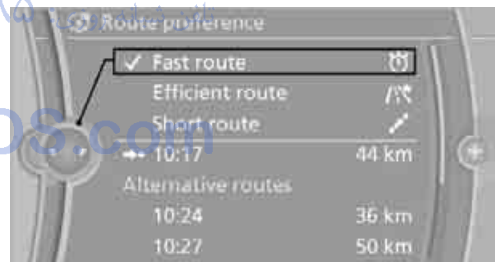 Route preference
Fast route
Efficient route
Short route
10:17 44 km
Alternative routes
10:24 36 km
10:27 50 km